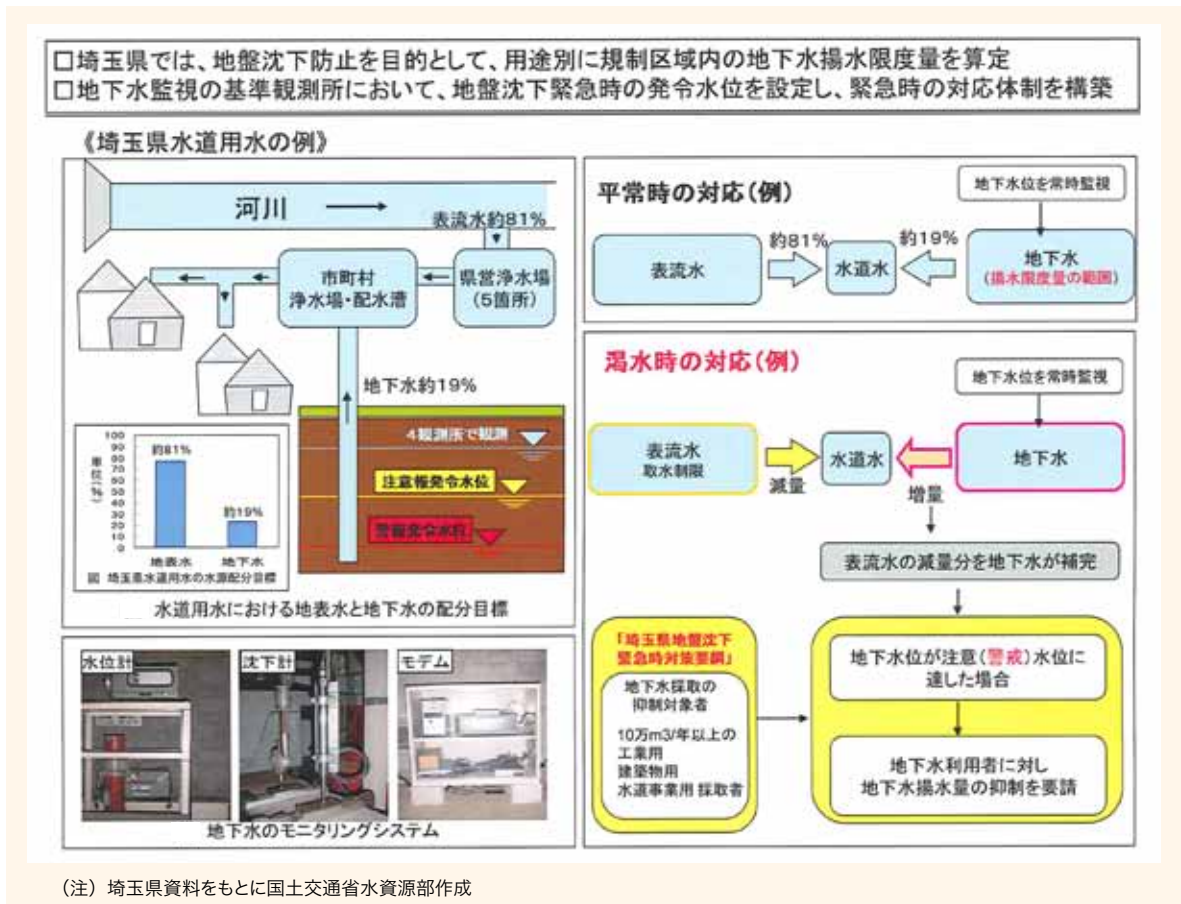 □埼玉県では、地盤沈下防止を目的として、用途別に規制区域内の地下水揚水限度量を算定
□地下水監視の基準観測所において、地盤沈下緊急時の発令水位を設定し、緊急時の対応体制を構築
《埼玉県水道用水の例》
河川
表流水約81%
市町村
浄水場・配水漕
県営浄水場
(5箇所)
地下水約19%
4観測所で観測
注意報発令水位
警報発令水位
単位(%)
100
90
80
70
60
50
40
30
20
10
0
約81%
約19%
地表水
地下水
図 埼玉県水道用水の水源配分目標
水道用水における地表水と地下水の配分目標
水位計
沈下計
モデム
地下水のモニタリングシステム
平常時の対応(例)
地下水位を常時監視
表流水
約81%
水道水
約19%
地下水
(揚水限度量の範囲)
渇水時の対応(例)
地下水位を常時監視
表流水
取水制限
減量
水道水
増量
地下水
表流水の減量分を地下水が補完
「埼玉県地盤沈下
緊急時対策要綱」
地下水採取の
抑制対象者
10万m3/年以上の
工業用
建築物用
水道事業用 採取者
地下水位が注意(警戒)水位に
達した場合
地下水利用者に対し
地下水揚水量の抑制を要請
(注) 埼玉県資料をもとに国土交通省水資源部作成